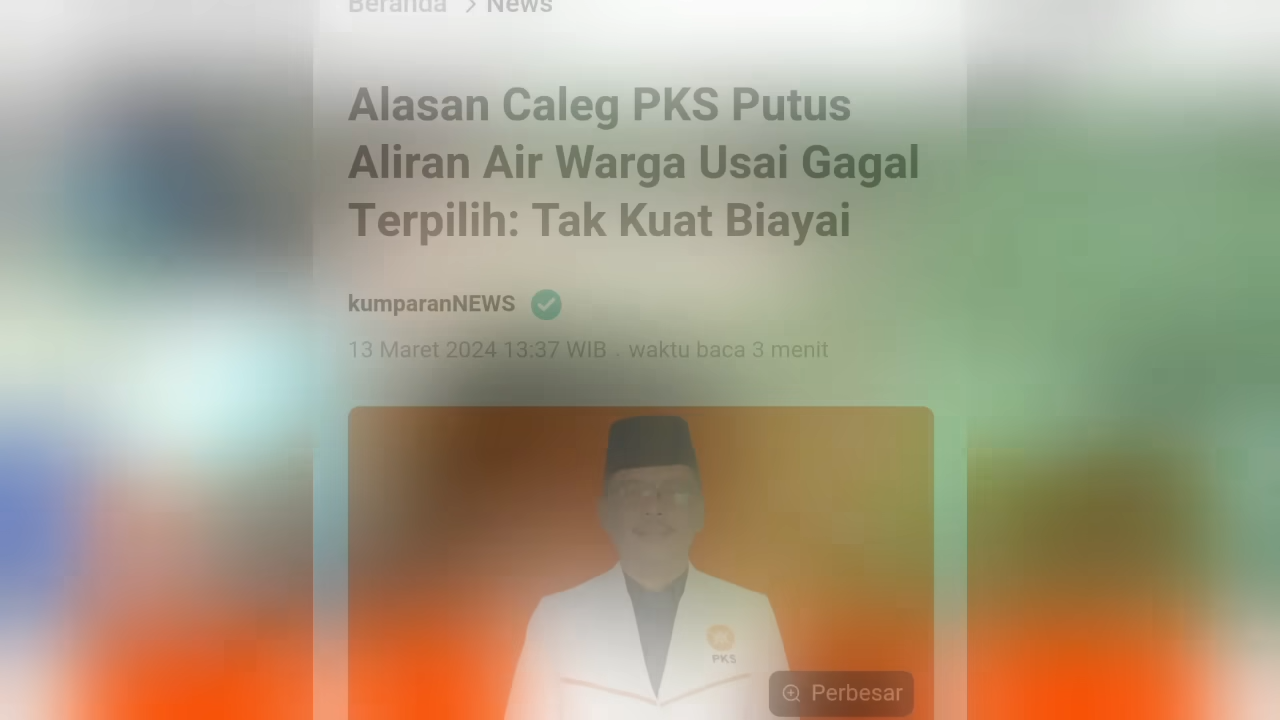 Beranda > News
Alasan Caleg PKS Putus
Aliran Air Warga Usai Gagal
Terpilih: Tak Kuat Biayai
kumparanNEWS
13 Maret 2024 13:37 WIB . waktu baca 3 menit
PKS
Perbesar